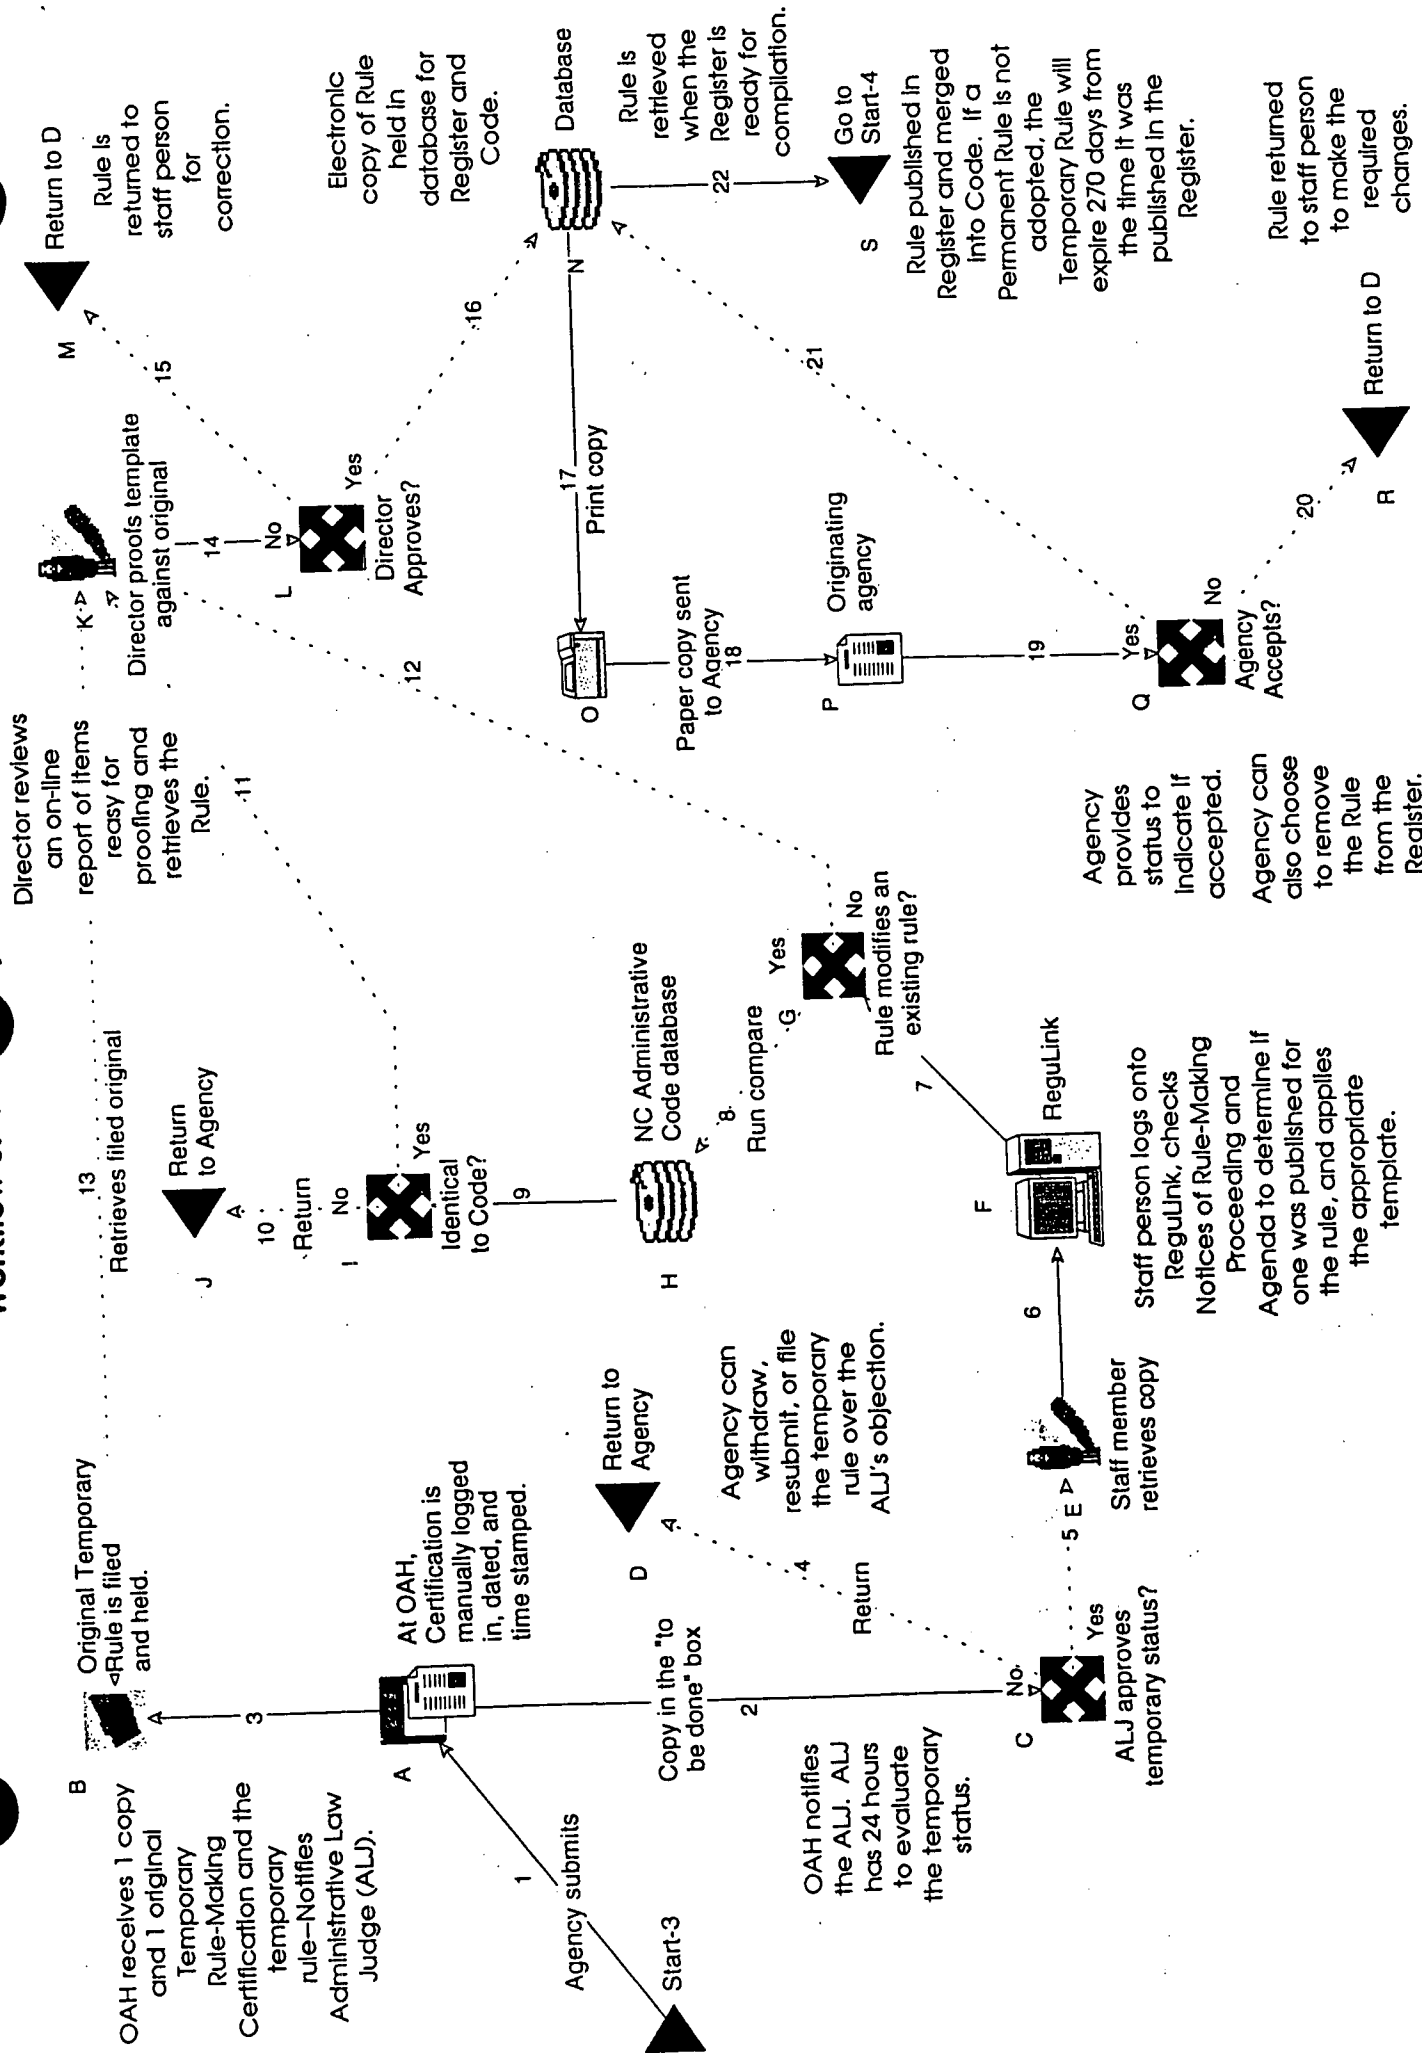 OAH receives 1 copy
and 1 original
Temporary
Rule-Making
Certification and the
temporary
rule–Notifies
Administrative Law
Judge (ALJ).
B
Original Temporary
Rule is filed
and held.
3
A
At OAH,
Certification is
manually logged
in, dated, and
time stamped.
1
Agency submits
Start-3
Copy in the "to
be done" box
2
OAH notifies
the ALJ. ALJ
has 24 hours
to evaluate
the temporary
status.
C
No
Yes
ALJ approves
temporary status?
Return
4
D
Return to
Agency
Agency can
withdraw,
resubmit, or file
the temporary
rule over the
ALJ's objection.
5
E
Staff member
retrieves copy
6
F
ReguLink
Staff person logs onto
ReguLink, checks
Notices of Rule-Making
Proceeding and
Agenda to determine if
one was published for
the rule, and applies
the appropriate
template.
7
Rule modifies an
existing rule?
G
Yes
No
8
Run compare
H
NC Administrative
Code database
9
Identical
to Code?
I
No
Yes
Return
10
J
Return
to Agency
13
Retrieves filed original
11
12
Director reviews
an on-line
report of items
reasy for
proofing and
retrieves the
Rule.
K
Director proofs template
against original
14
No
L
Yes
Director
Approves?
15
M
Return to D
Rule is
returned to
staff person
for
correction.
16
Electronic
copy of Rule
held in
database for
Register and
Code.
Database
N
17
Print copy
O
Paper copy sent
to Agency
18
P
Originating
agency
19
Q
Yes
No
Agency
Accepts?
Agency
provides
status to
indicate if
accepted.
Agency can
also choose
to remove
the Rule
from the
Register.
20
R
Return to D
Rule returned
to staff person
to make the
required
changes.
21
22
Rule is
retrieved
when the
Register is
ready for
compilation.
S
Go to
Start-4
Rule published in
Register and merged
into Code. If a
Permanent Rule is not
adopted, the
Temporary Rule will
expire 270 days from
the time it was
published in the
Register.